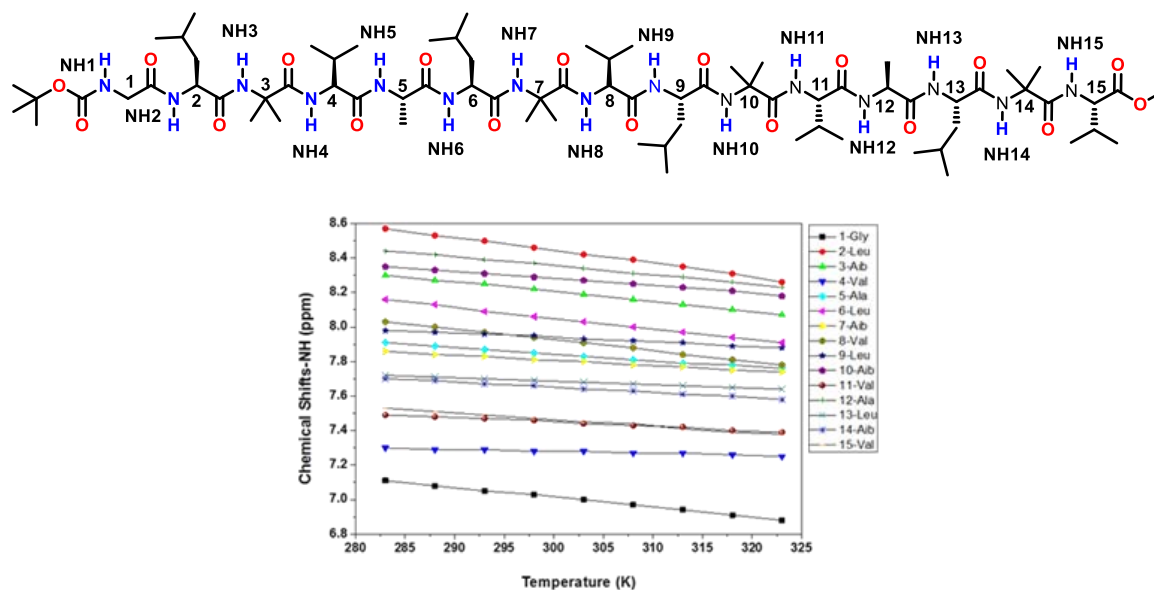 NH3 NH5 NH7 NH9 NH11 NH13 NH15
NH1
H O H O H O H O H O H O H O H
O N 1 N 3 N 5 N 7 N 9 N 11 N 13 N 15 O
O N 2 N 4 N 6 N 8 N 10 N 12 N 14 O
H O H O H O H O H O H O H O
NH2
NH4 NH6 NH8 NH10 NH12 NH14
Chemical Shifts-NH (ppm)
8.6
8.4
8.2
8.0
7.8
7.6
7.4
7.2
7.0
6.8
280 285 290 295 300 305 310 315 320 325
Temperature (K)
1-Gly
2-Leu
3-Aib
4-Val
5-Ala
6-Leu
7-Aib
8-Val
9-Leu
10-Aib
11-Val
12-Ala
13-Leu
14-Aib
15-Val